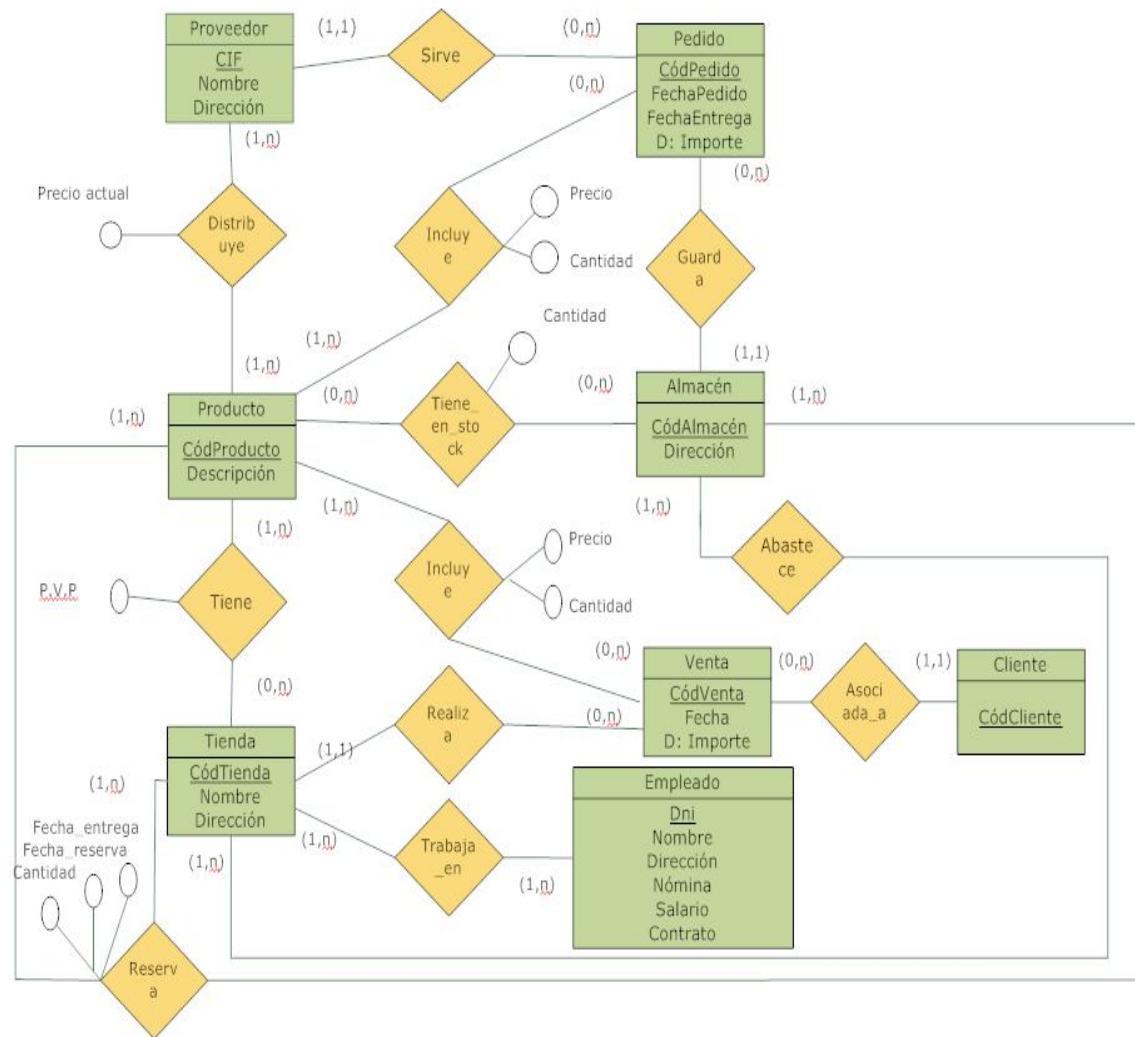 Proveedor
CIF
Nombre
Dirección
(1,1)
Sirve
(0,n)
Pedido
CódPedido
FechaPedido
FechaEntrega
D: Importe
(0,n)
(1,n)
(0,n)
Precio actual
Distrib
uye
Incluy
e
Precio
Cantidad
Guard
a
(1,n)
(1,n)
Cantidad
(1,1)
(1,n)
Producto
CódProducto
Descripción
(0,n)
Tiene_
en_sto
ck
(0,n)
Almacén
CódAlmacén
Dirección
(1,n)
(1,n)
(1,n)
(1,n)
Abaste
ce
P.V.P
Tiene
Incluy
e
Precio
Cantidad
(0,n)
(0,n)
Venta
CódVenta
Fecha
D: Importe
(0,n)
Asoci
ada_a
(1,1)
Cliente
CódCliente
Realiz
a
(0,n)
Tienda
CódTienda
Nombre
Dirección
(1,1)
(1,n)
(1,n)
(1,n)
Trabaja
_en
(1,n)
Empleado
Dni
Nombre
Dirección
Nómina
Salario
Contrato
Fecha_entrega
Fecha_reserva
Cantidad
Reserv
a